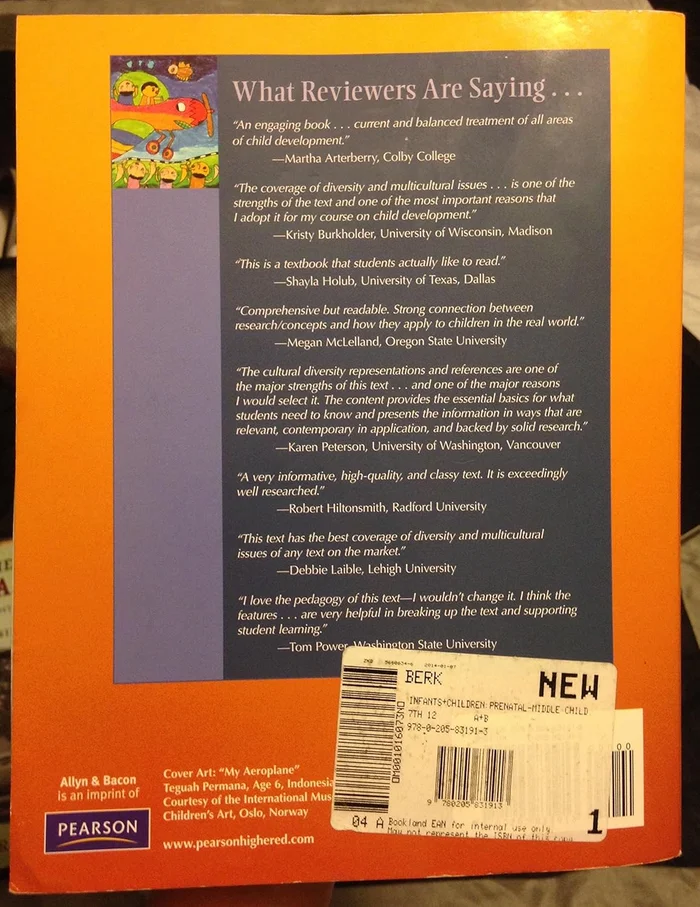 What Reviewers Are Saying . . .
“An engaging book . . . current and balanced treatment of all areas
of child development.”
—Martha Arterberry, Colby College
“The coverage of diversity and multicultural issues . . . is one of the
strengths of the text and one of the most important reasons that
I adopt it for my course on child development.”
—Kristy Burkholder, University of Wisconsin, Madison
“This is a textbook that students actually like to read.”
—Shayla Holub, University of Texas, Dallas
“Comprehensive but readable. Strong connection between
research/concepts and how they apply to children in the real world.”
—Megan McLelland, Oregon State University
“The cultural diversity representations and references are one of
the major strengths of this text . . . and one of the major reasons
I would select it. The content provides the essential basics for what
students need to know and presents the information in ways that are
relevant, contemporary in application, and backed by solid research.”
—Karen Peterson, University of Washington, Vancouver
“A very informative, high-quality, and classy text. It is exceedingly
well researched.”
—Robert Hiltonsmith, Radford University
“This text has the best coverage of diversity and multicultural
issues of any text on the market.”
—Debbie Laible, Lehigh University
“I love the pedagogy of this text—I wouldn’t change it. I think the
features . . . are very helpful in breaking up the text and supporting
student learning.”
—Tom Power, Washington State University
BERK
NEW
INFANTS+CHILDREN:PRENATAL-MIDDLE CHILD
7TH 12 A+B
978-0-205-83191-3
9 780205 831913
04 A Bookland EAN for internal use only
May not represent the ISBN of this copy
1
00
Allyn & Bacon
is an imprint of
PEARSON
Cover Art: “My Aeroplane”
Teguah Permana, Age 6, Indonesia
Courtesy of the International Mus
Children’s Art, Oslo, Norway
www.pearsonhighered.com